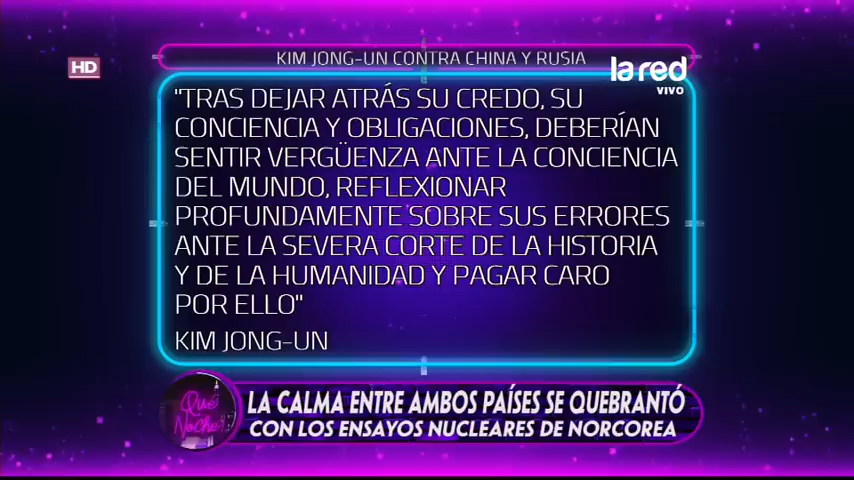 HD
KIM JONG-UN CONTRA CHINA Y RUSIA
la red
VIVO
"TRAS DEJAR ATRÁS SU CREDO, SU
CONCIENCIA Y OBLIGACIONES, DEBERÍAN
SENTIR VERGÜENZA ANTE LA CONCIENCIA
DEL MUNDO, REFLEXIONAR
PROFUNDAMENTE SOBRE SUS ERRORES
ANTE LA SEVERA CORTE DE LA HISTORIA
Y DE LA HUMANIDAD Y PAGAR CARO
POR ELLO"
KIM JONG-UN
Qué
Noche!
LA CALMA ENTRE AMBOS PAÍSES SE QUEBRANTÓ
CON LOS ENSAYOS NUCLEARES DE NORCOREA